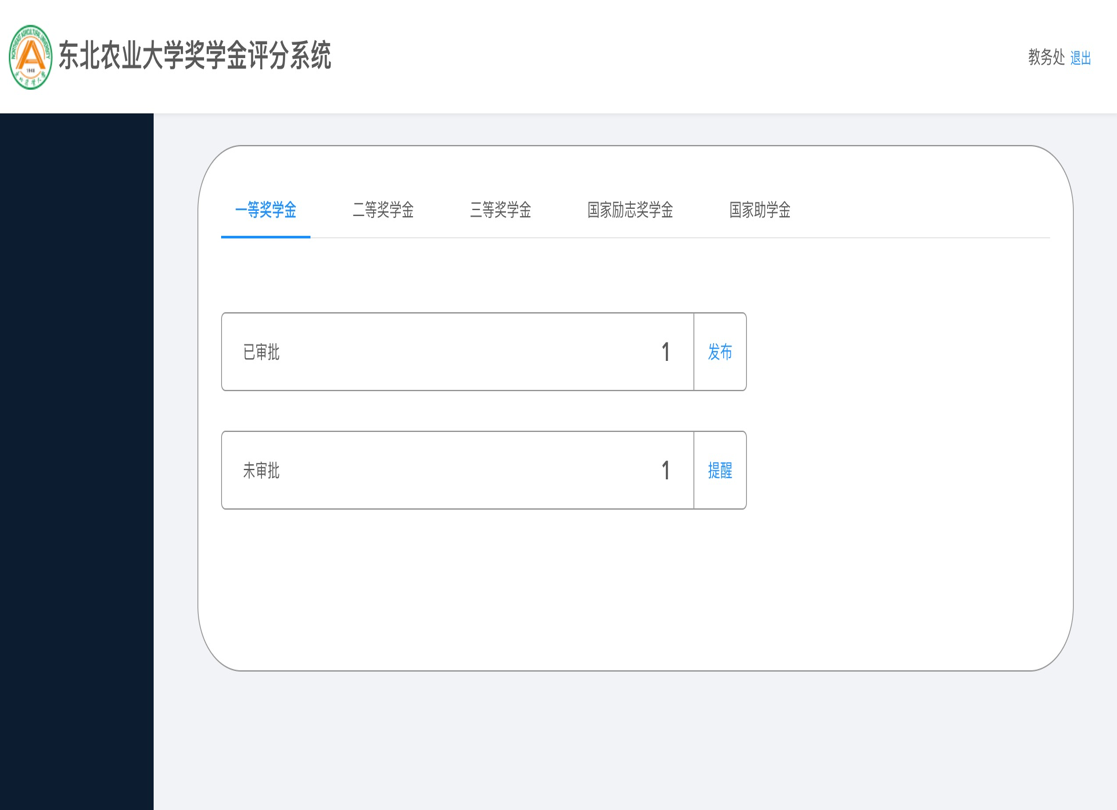 东北农业大学奖学金评分系统
教务处 退出
一等奖学金 二等奖学金 三等奖学金 国家励志奖学金 国家助学金
已审批 1 发布
未审批 1 提醒